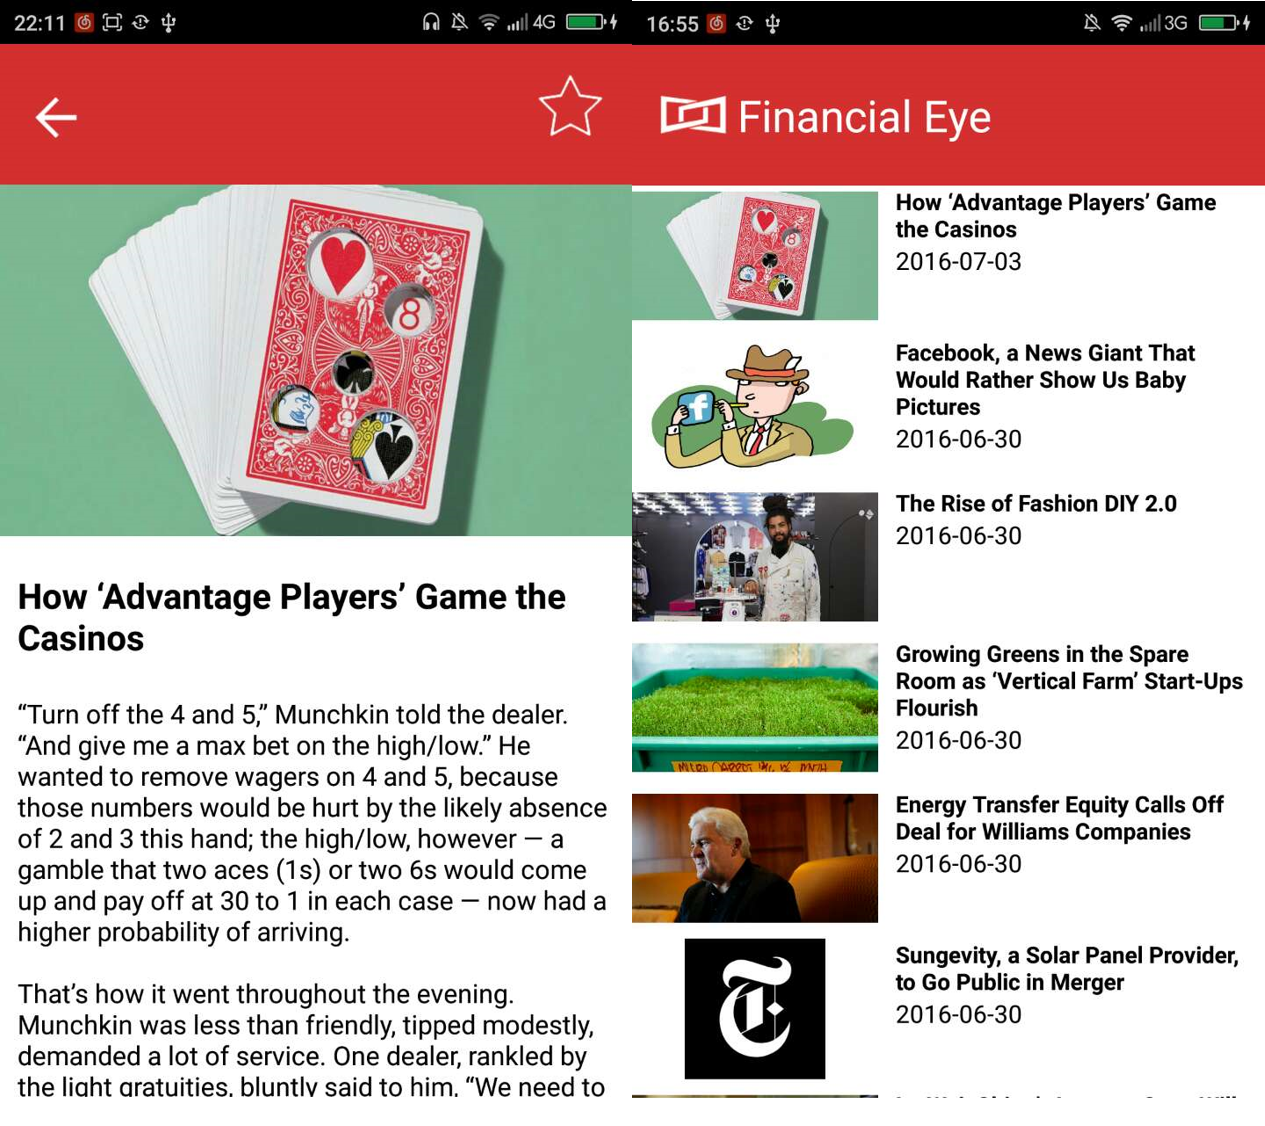 22:11
4G
How ‘Advantage Players’ Game the
Casinos
“Turn off the 4 and 5,” Munchkin told the dealer.
“And give me a max bet on the high/low.” He
wanted to remove wagers on 4 and 5, because
those numbers would be hurt by the likely absence
of 2 and 3 this hand; the high/low, however — a
gamble that two aces (1s) or two 6s would come
up and pay off at 30 to 1 in each case — now had a
higher probability of arriving.
That’s how it went throughout the evening.
Munchkin was less than friendly, tipped modestly,
demanded a lot of service. One dealer, rankled by
the light gratuities, bluntly said to him, “We need to
8
16:55
3G
Financial Eye
How ‘Advantage Players’ Game
the Casinos
2016-07-03
8
Facebook, a News Giant That
Would Rather Show Us Baby
Pictures
2016-06-30
f
The Rise of Fashion DIY 2.0
2016-06-30
Growing Greens in the Spare
Room as ‘Vertical Farm’ Start-Ups
Flourish
2016-06-30
MICRO CARROT
Energy Transfer Equity Calls Off
Deal for Williams Companies
2016-06-30
T
Sungevity, a Solar Panel Provider,
to Go Public in Merger
2016-06-30